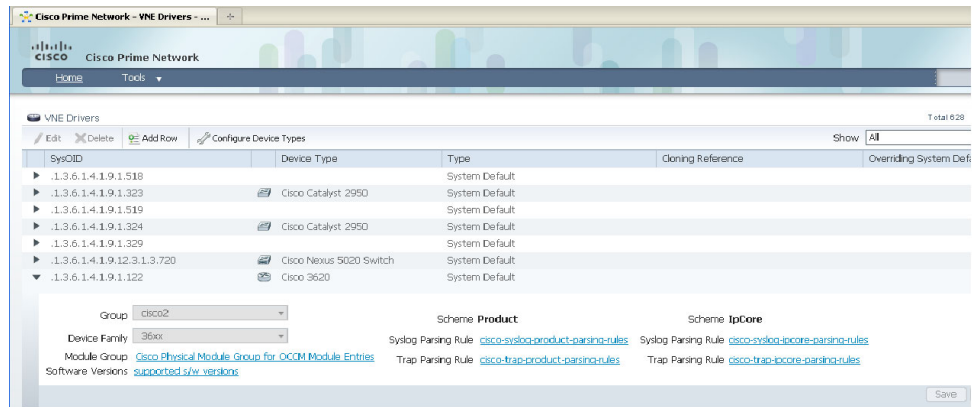 Cisco Prime Network - VNE Drivers - ...
CISCO Cisco Prime Network
Home Tools
VNE Drivers Total 628
Edit Delete Add Row Configure Device Types Show All
SysOID Device Type Type Cloning Reference Overriding System Defa
.1.3.6.1.4.1.9.1.518 System Default
.1.3.6.1.4.1.9.1.323 Cisco Catalyst 2950 System Default
.1.3.6.1.4.1.9.1.519 System Default
.1.3.6.1.4.1.9.1.324 Cisco Catalyst 2950 System Default
.1.3.6.1.4.1.9.1.329 System Default
.1.3.6.1.4.1.9.12.3.1.3.720 Cisco Nexus 5020 Switch System Default
.1.3.6.1.4.1.9.1.122 Cisco 3620 System Default
Group cisco2 Scheme Product Scheme IpCore
Device Family 36xx Syslog Parsing Rule cisco-syslog-product-parsing-rules Syslog Parsing Rule cisco-syslog-ipcore-parsing-rules
Module Group Cisco Physical Module Group for OCCM Module Entries Trap Parsing Rule cisco-trap-product-parsing-rules Trap Parsing Rule cisco-trap-ipcore-parsing-rules
Software Versions supported s/w versions
Save